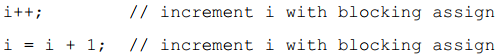 i++;         // increment i with blocking assign
i = i + 1;  // increment i with blocking assign